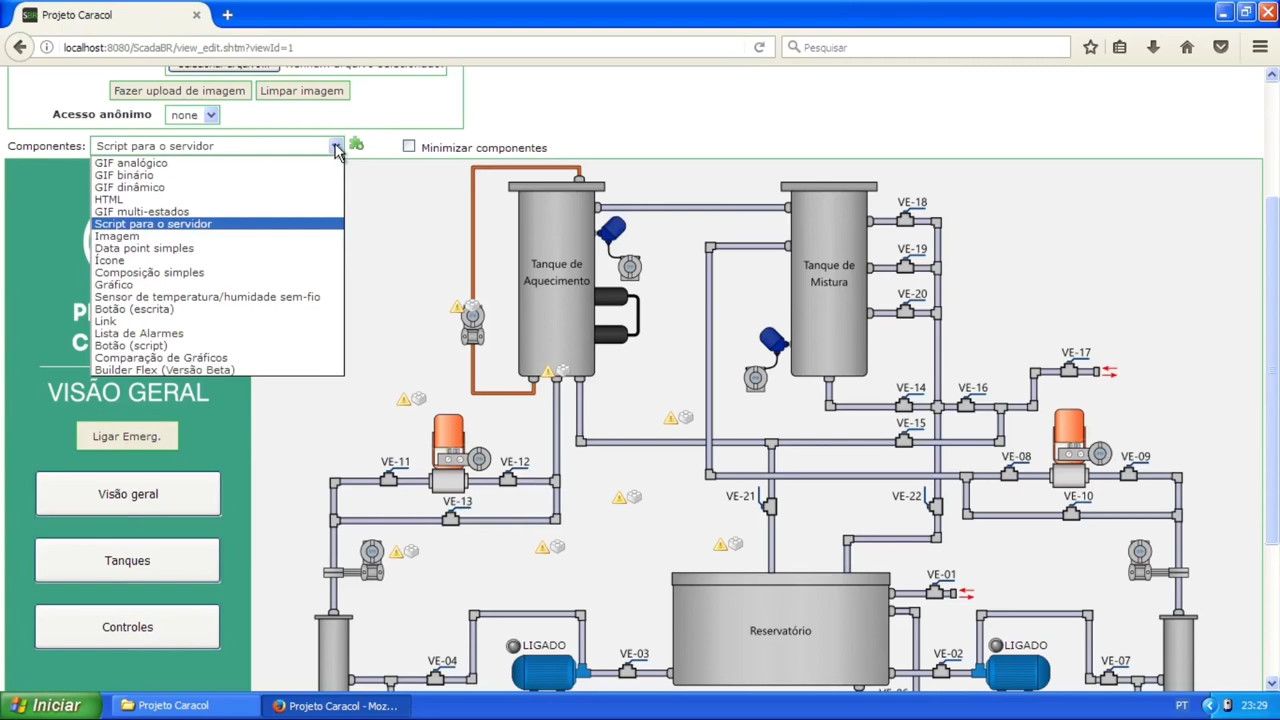 SBR Projeto Caracol
localhost:8080/ScadaBR/view_edit.shtm?viewId=1
Pesquisar
Fazer upload de imagem
Limpar imagem
Acesso anônimo
none
Componentes:
Script para o servidor
Minimizar componentes
GIF analógico
GIF binário
GIF dinâmico
HTML
GIF multi-estados
Script para o servidor
Imagem
Data point simples
Ícone
Composição simples
Gráfico
Sensor de temperatura/humidade sem-fio
Botão (escrita)
Link
Lista de Alarmes
Botão (script)
Comparação de Gráficos
Builder Flex (Versão Beta)
VISÃO GERAL
Ligar Emerg.
Visão geral
Tanques
Controles
Tanque de
Aquecimento
Tanque de
Mistura
VE-18
VE-19
VE-20
VE-17
VE-14
VE-16
VE-15
VE-11
VE-12
VE-13
VE-08
VE-09
VE-10
VE-21
VE-22
VE-01
Reservatório
LIGADO
LIGADO
VE-04
VE-03
VE-02
VE-07
Iniciar
Projeto Caracol
Projeto Caracol - Moz...
PT
23:29